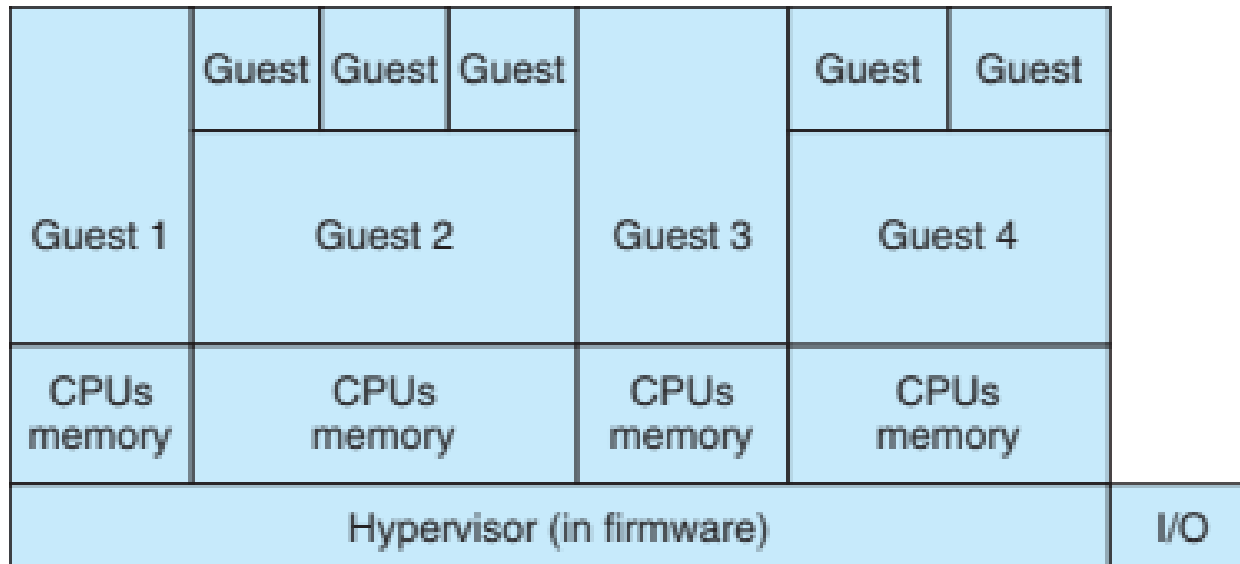 Guest Guest Guest Guest Guest
Guest 1 Guest 2 Guest 3 Guest 4
CPUs CPUs CPUs CPUs
memory memory memory memory
Hypervisor (in firmware) I/O